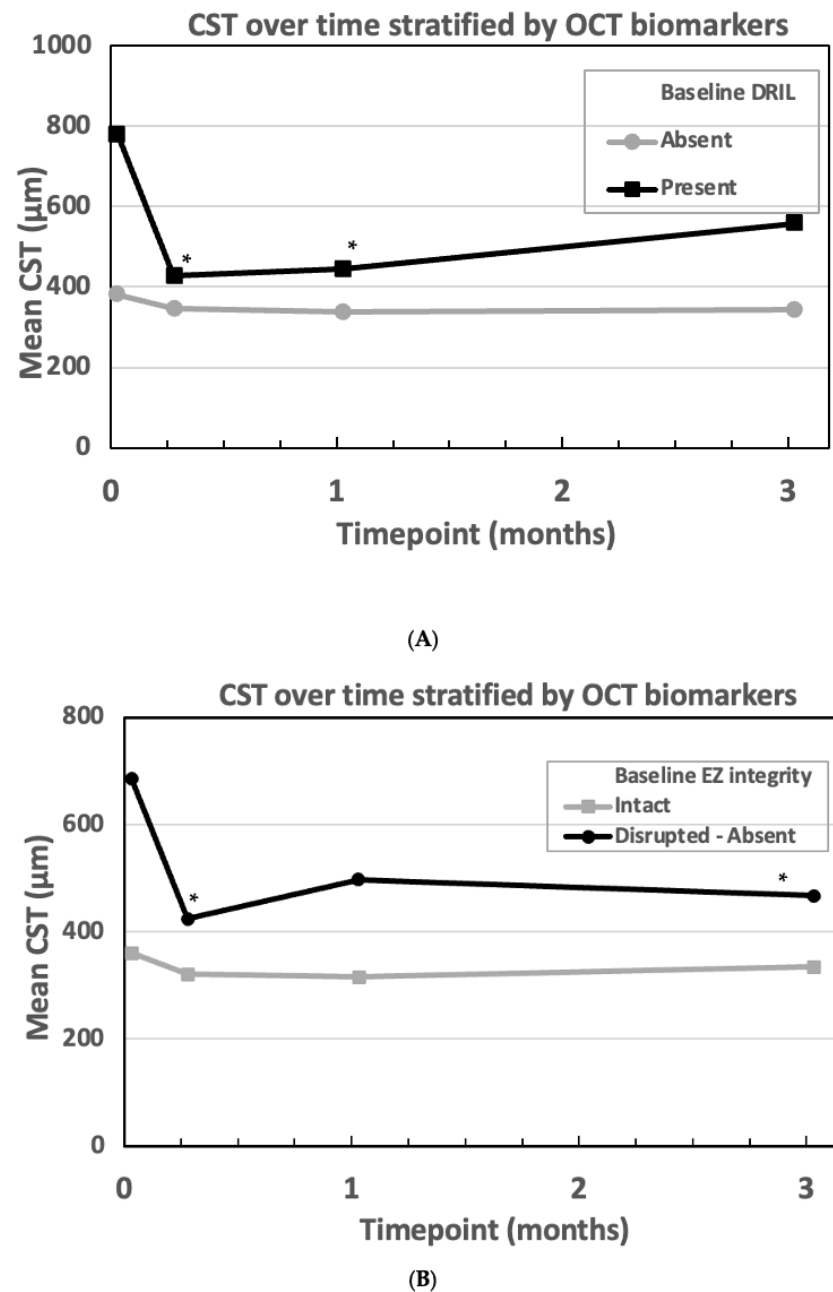 CST over time stratified by OCT biomarkers
1000
800
600
400
200
0
Mean CST (µm)
Baseline DRIL
Absent
Present
*
*
0 1 2 3
Timepoint (months)
(A)
CST over time stratified by OCT biomarkers
800
600
400
200
0
Mean CST (µm)
Baseline EZ integrity
Intact
Disrupted - Absent
*
*
0 1 2 3
Timepoint (months)
(B)